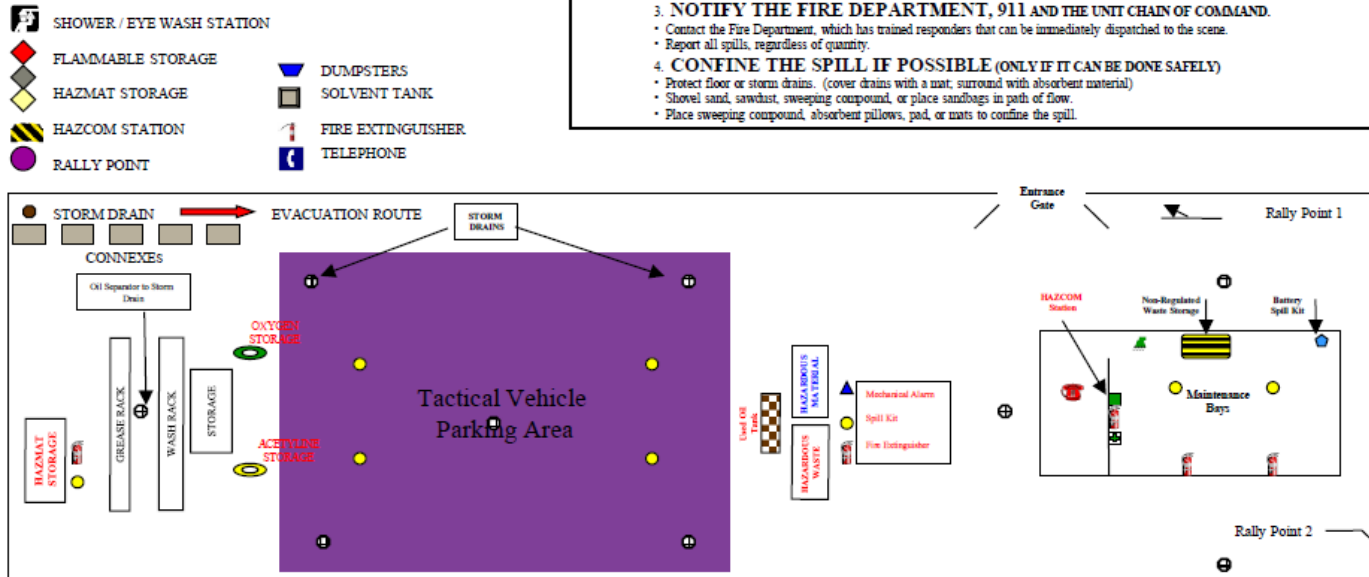 SHOWER / EYE WASH STATION
FLAMMABLE STORAGE
HAZMAT STORAGE
HAZCOM STATION
RALLY POINT
DUMPSTERS
SOLVENT TANK
FIRE EXTINGUISHER
TELEPHONE
3. NOTIFY THE FIRE DEPARTMENT, 911 AND THE UNIT CHAIN OF COMMAND.
• Contact the Fire Department, which has trained responders that can be immediately dispatched to the scene.
• Report all spills, regardless of quantity.
4. CONFINE THE SPILL IF POSSIBLE (ONLY IF IT CAN BE DONE SAFELY)
• Protect floor or storm drains. (cover drains with a mat, surround with absorbent material)
• Shovel sand, sawdust, sweeping compound, or place sandbags in path of flow.
• Place sweeping compound, absorbent pillows, pad, or mats to confine the spill.
STORM DRAIN
EVACUATION ROUTE
CONNEXEs
Oil Separator to Storm
Drain
STORM
DRAINS
Entrance
Gate
Rally Point 1
OXYGEN
STORAGE
ACETYLINE
STORAGE
HAZMAT
STORAGE
GREASE RACK
WASH RACK
STORAGE
Tactical Vehicle
Parking Area
Used Oil
Tank
HAZARDOUS
MATERIAL
HAZARDOUS
WASTE
Mechanical Alarm
Spill Kit
Fire Extinguisher
HAZCOM
Station
Non-Regulated
Waste Storage
Battery
Spill Kit
Maintenance
Bays
Rally Point 2